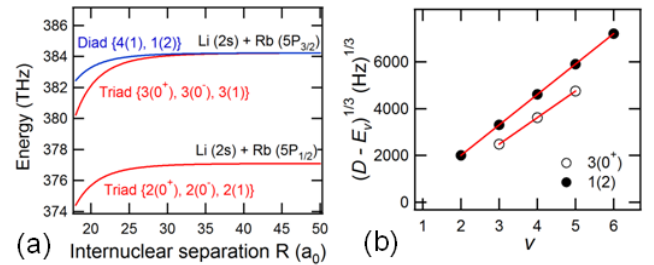 Energy (THz)
386
384
382
380
378
376
374
Diad {4(1), 1(2)}
Li (2s) + Rb (5P3/2)
Triad {3(0+), 3(0-), 3(1)}
Li (2s) + Rb (5P1/2)
Triad {2(0+), 2(0-), 2(1)}
20 25 30 35 40 45 50
(a) Internuclear separation R (a0)
(D - Ev)1/3 (Hz)1/3
6000
4000
2000
0
3(0+)
1(2)
1 2 3 4 5 6
(b) v